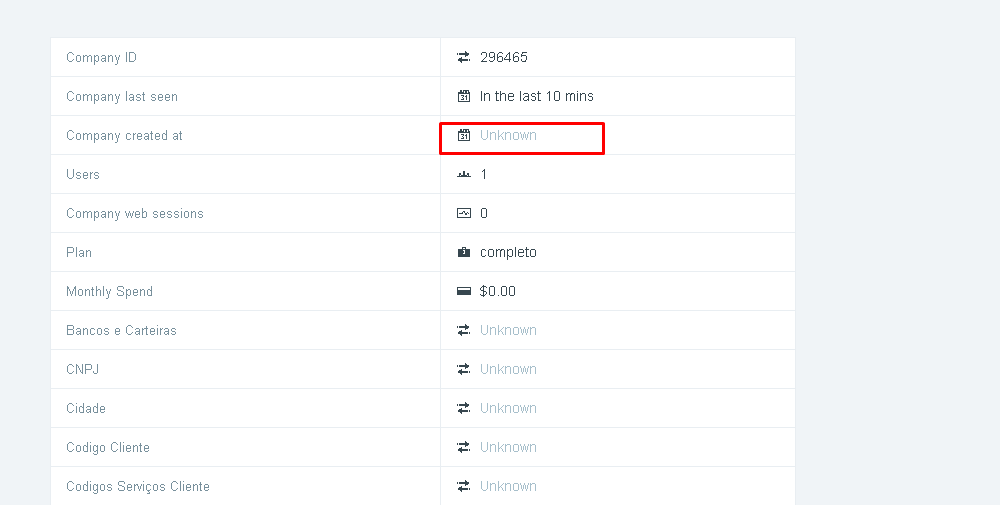 Company ID 296465
Company last seen In the last 10 mins
Company created at Unknown
Users 1
Company web sessions 0
Plan completo
Monthly Spend $0.00
Bancos e Carteiras Unknown
CNPJ Unknown
Cidade Unknown
Codigo Cliente Unknown
Codigos Serviços Cliente Unknown